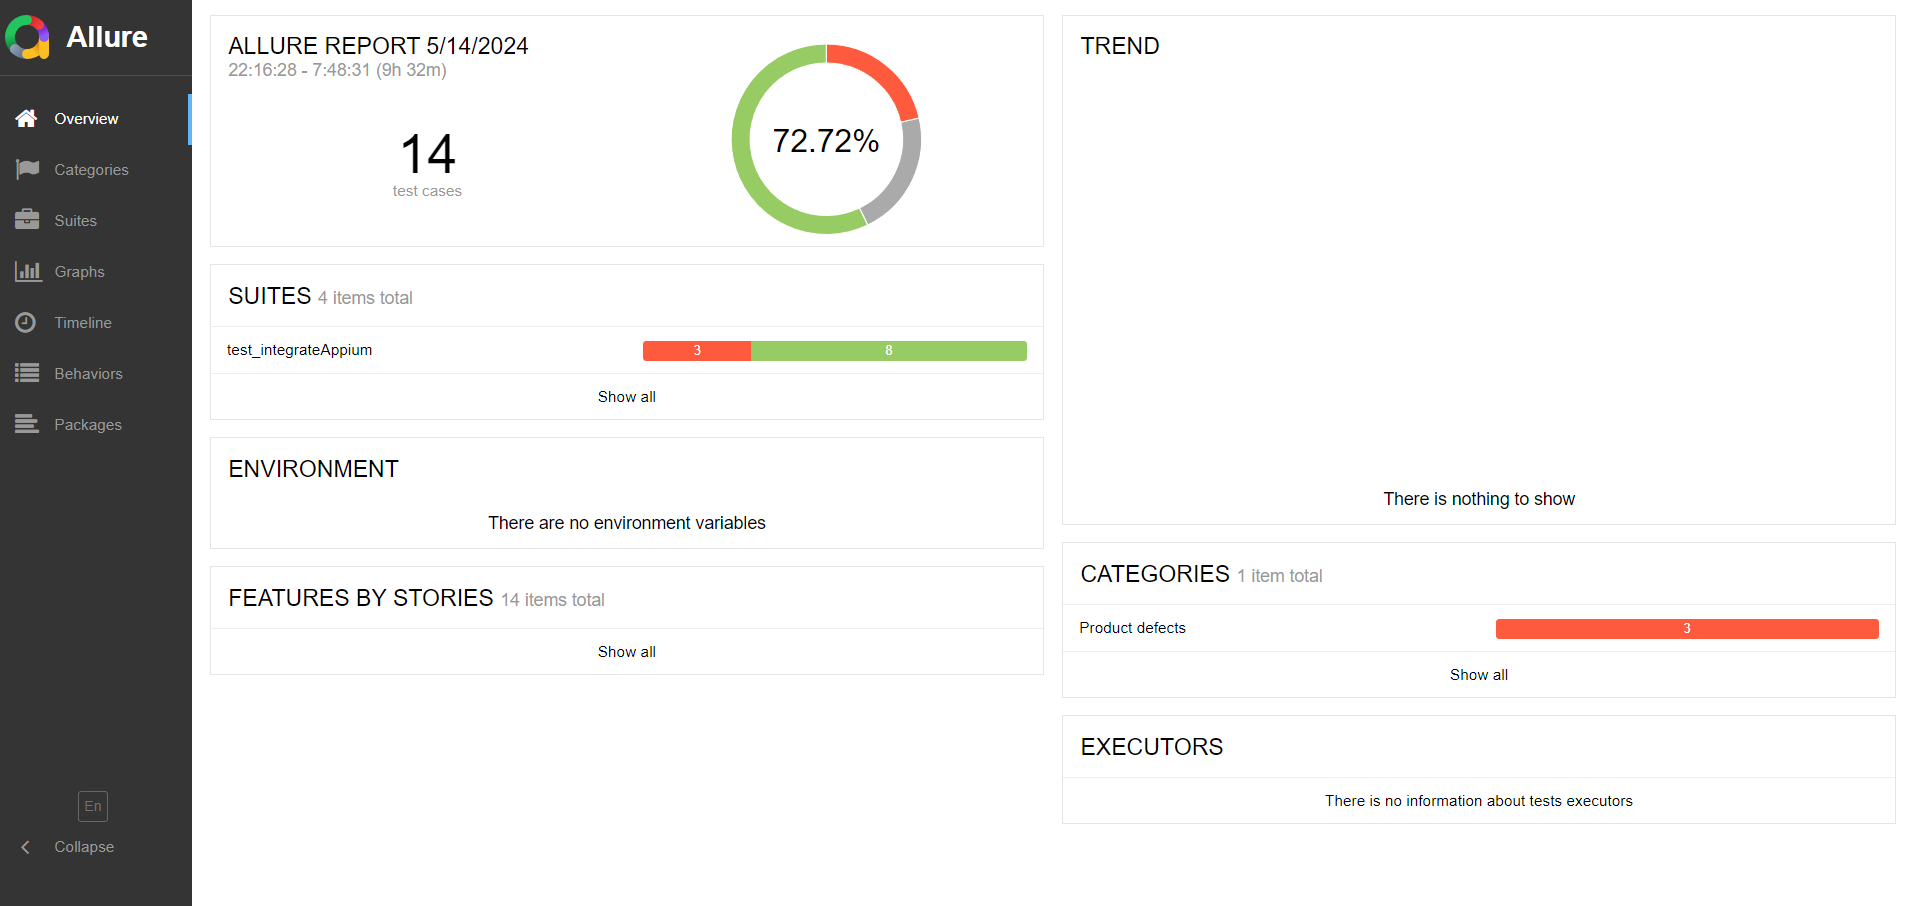 Allure
Overview
Categories
Suites
Graphs
Timeline
Behaviors
Packages
En
Collapse
ALLURE REPORT 5/14/2024
22:16:28 - 7:48:31 (9h 32m)
14
test cases
72.72%
SUITES 4 items total
test_integrateAppium 3 8
Show all
ENVIRONMENT
There are no environment variables
FEATURES BY STORIES 14 items total
Show all
TREND
There is nothing to show
CATEGORIES 1 item total
Product defects 3
Show all
EXECUTORS
There is no information about tests executors